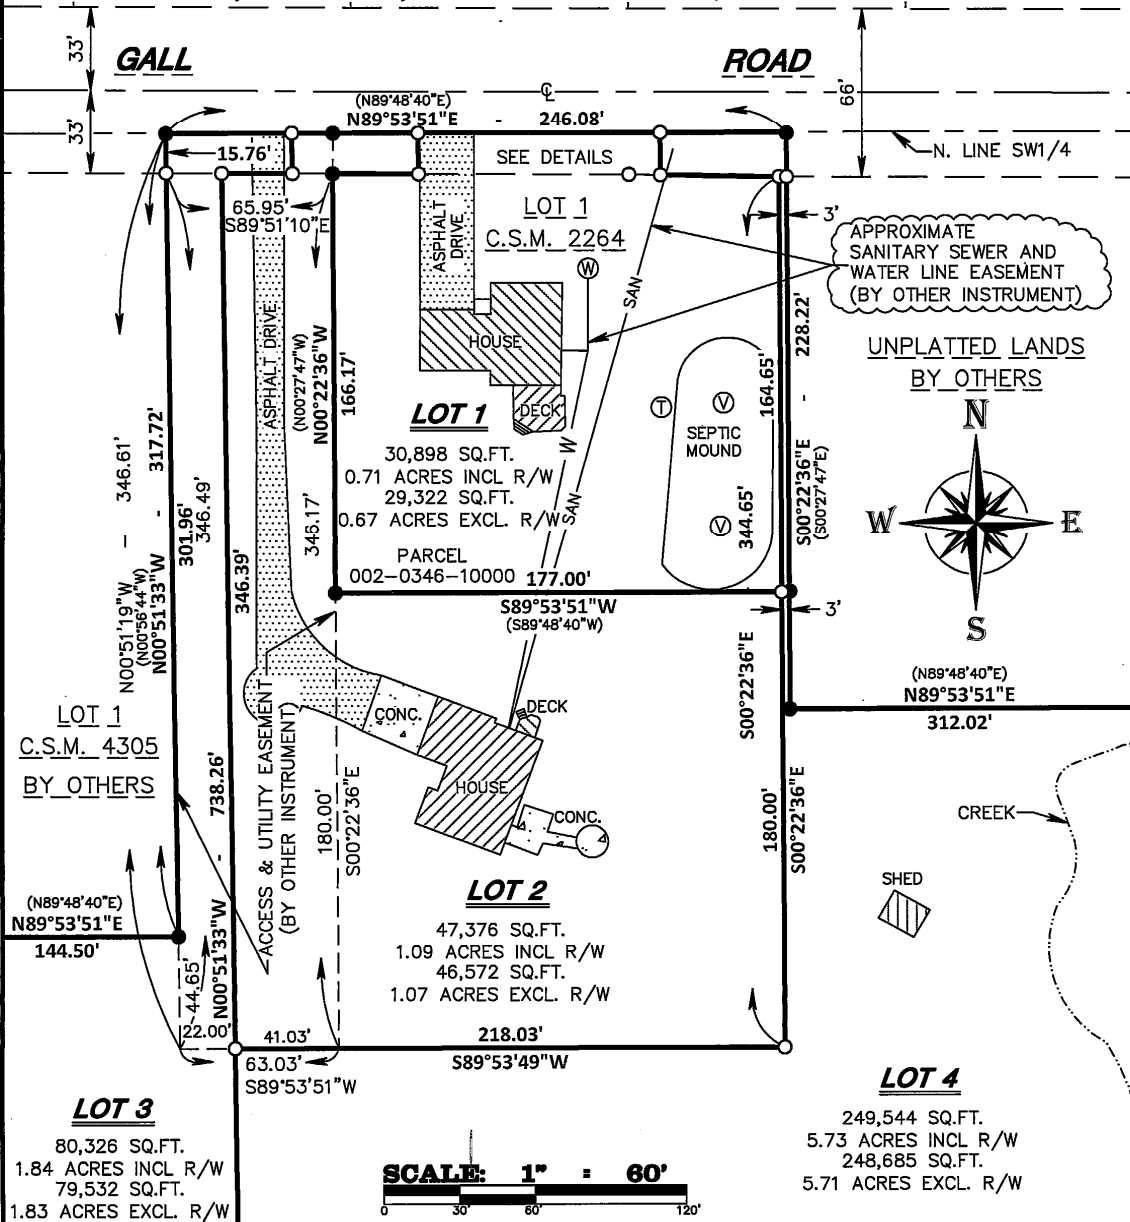 GALL
ROAD
33'
33'
66'
℄
(N89°48'40"E)
N89°53'51"E - 246.08'
N. LINE SW1/4
15.76'
SEE DETAILS
65.95'
S89°51'10"E
LOT 1
C.S.M. 2264
3'
APPROXIMATE
SANITARY SEWER AND
WATER LINE EASEMENT
(BY OTHER INSTRUMENT)
ASPHALT
DRIVE
ASPHALT DRIVE
W
SAN
228.22' - S00°22'36"E
(S00°27'47"E)
UNPLATTED LANDS
BY OTHERS
HOUSE
DECK
(N00°27'47"W)
N00°22'36"W
166.17'
164.65'
LOT 1
30,898 SQ.FT.
0.71 ACRES INCL R/W
29,322 SQ.FT.
0.67 ACRES EXCL. R/W
T
V
SEPTIC
MOUND
V
344.65'
W
SAN
N
W
E
S
346.61' - N00°51'19"W
(N00°56'44"W)
317.72' - N00°51'33"W
301.96'
346.49'
346.39'
346.17'
PARCEL
002-0346-10000
177.00'
S89°53'51"W
(S89°48'40"W)
3'
S00°22'36"E
(N89°48'40"E)
N89°53'51"E
312.02'
LOT 1
C.S.M. 4305
BY OTHERS
DECK
CONC.
HOUSE
CONC.
ACCESS & UTILITY EASEMENT
(BY OTHER INSTRUMENT)
180.00'
S00°22'36"E
738.26' - N00°51'33"W
180.00'
S00°22'36"E
CREEK
SHED
LOT 2
47,376 SQ.FT.
1.09 ACRES INCL R/W
46,572 SQ.FT.
1.07 ACRES EXCL. R/W
(N89°48'40"E)
N89°53'51"E
144.50'
44.65'
22.00'
41.03'
218.03'
S89°53'49"W
63.03'
S89°53'51"W
LOT 3
80,326 SQ.FT.
1.84 ACRES INCL R/W
79,532 SQ.FT.
1.83 ACRES EXCL. R/W
LOT 4
249,544 SQ.FT.
5.73 ACRES INCL R/W
248,685 SQ.FT.
5.71 ACRES EXCL. R/W
SCALE: 1" = 60'
0 30' 60' 120'